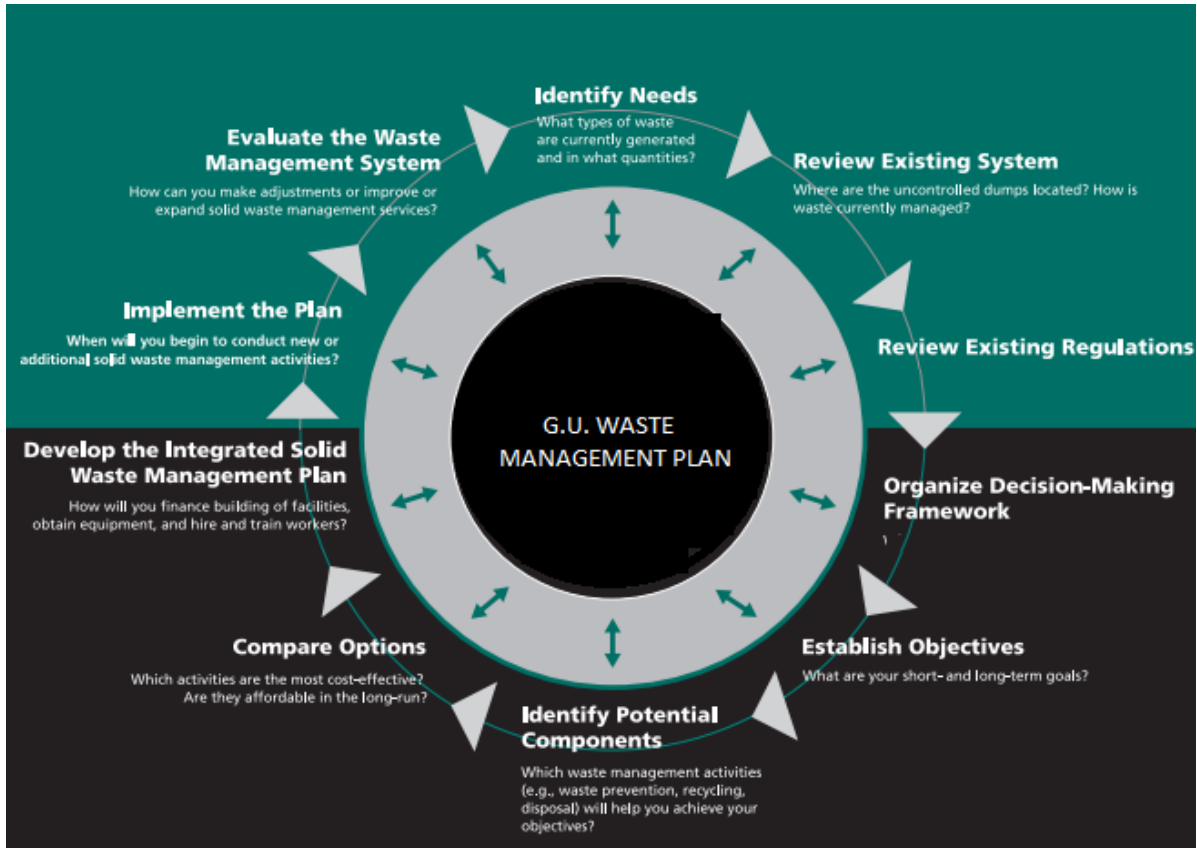 Identify Needs
What types of waste
are currently generated
and in what quantities?
Review Existing System
Where are the uncontrolled dumps located? How is
waste currently managed?
Review Existing Regulations
Organize Decision-Making
Framework
Establish Objectives
What are your short- and long-term goals?
Identify Potential
Components
Which waste management activities
(e.g., waste prevention, recycling,
disposal) will help you achieve your
objectives?
Compare Options
Which activities are the most cost-effective?
Are they affordable in the long-run?
Develop the Integrated Solid
Waste Management Plan
How will you finance building of facilities,
obtain equipment, and hire and train workers?
Implement the Plan
When will you begin to conduct new or
additional solid waste management activities?
Evaluate the Waste
Management System
How can you make adjustments or improve or
expand solid waste management services?
G.U. WASTE
MANAGEMENT PLAN